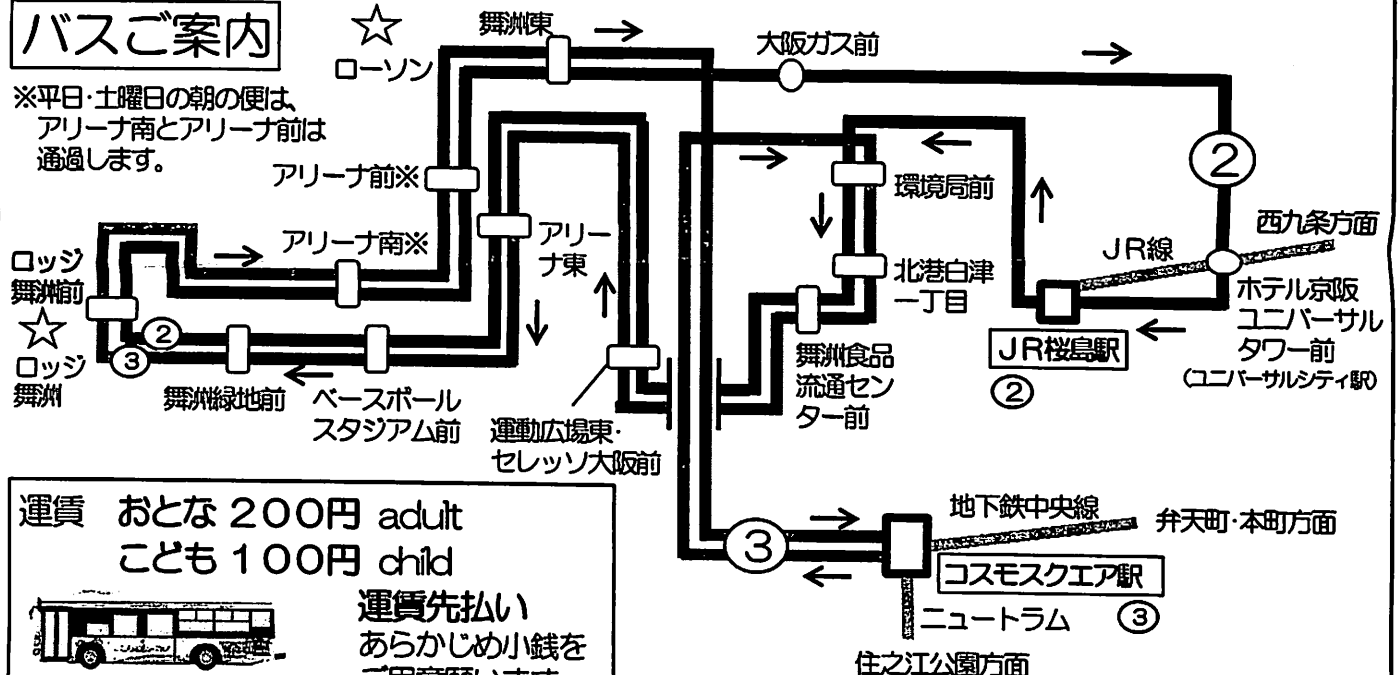 バスご案内
※平日・土曜日の朝の便は、
アリーナ南とアリーナ前は
通過します。
ローソン
舞洲東
大阪ガス前
②
アリーナ前※
環境局前
アリーナ南※
アリー
ナ東
西九条方面
JR線
ロッジ
舞洲前
北港白津
一丁目
ホテル京阪
ユニバーサル
タワー前
(ユニバーサルシティ駅)
ロッジ
舞洲
②
③
舞洲緑地前
ベースボール
スタジアム前
運動広場東・
セレッソ大阪前
舞洲食品
流通セン
ター前
JR桜島駅
②
運賃 おとな 200円 adult
こども 100円 child
運賃先払い
あらかじめ小銭を
ご用意願います
③
地下鉄中央線
弁天町・本町方面
コスモスクエア駅
③
ニュートラム
住之江公園方面